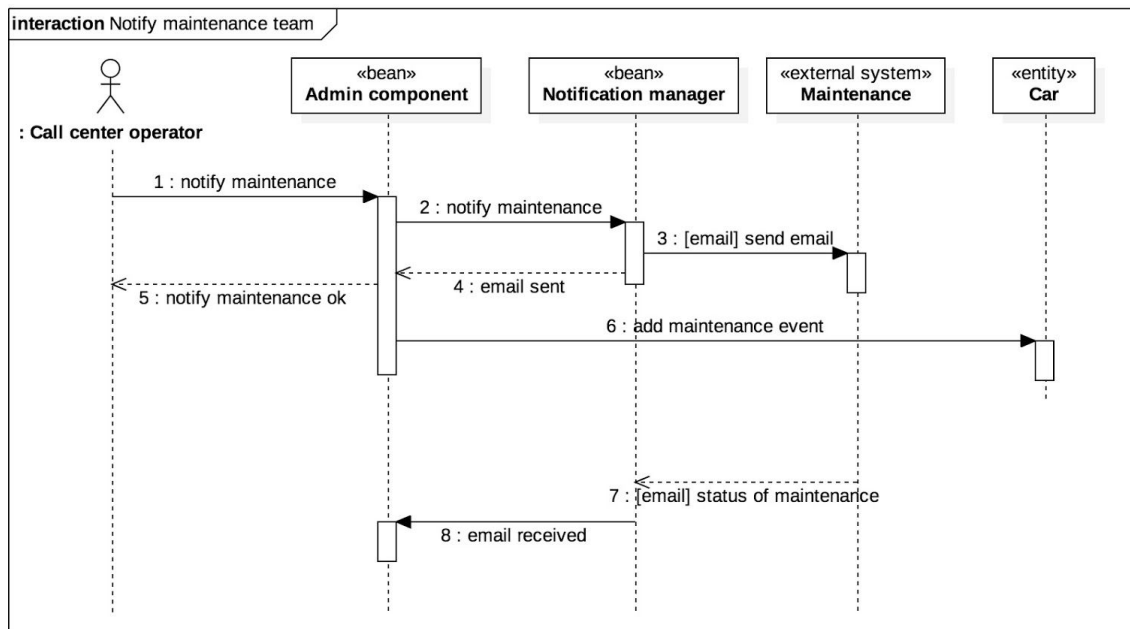 interaction Notify maintenance team
«bean»
Admin component
«bean»
Notification manager
«external system»
Maintenance
«entity»
Car
: Call center operator
1 : notify maintenance
2 : notify maintenance
3 : [email] send email
4 : email sent
5 : notify maintenance ok
6 : add maintenance event
7 : [email] status of maintenance
8 : email received